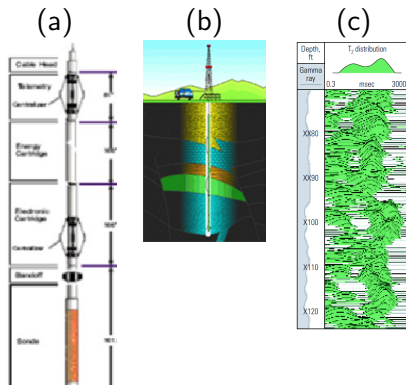 (a)
(b)
(c)
Cable Head
Telemetry
Centralizer
Energy
Cartridge
Electronic
Cartridge
Centralizer
Standoff
Sonde
Depth,
ft
T2 distribution
Gamma
ray
0.3 msec 3000
XX80
XX90
X100
X110
X120